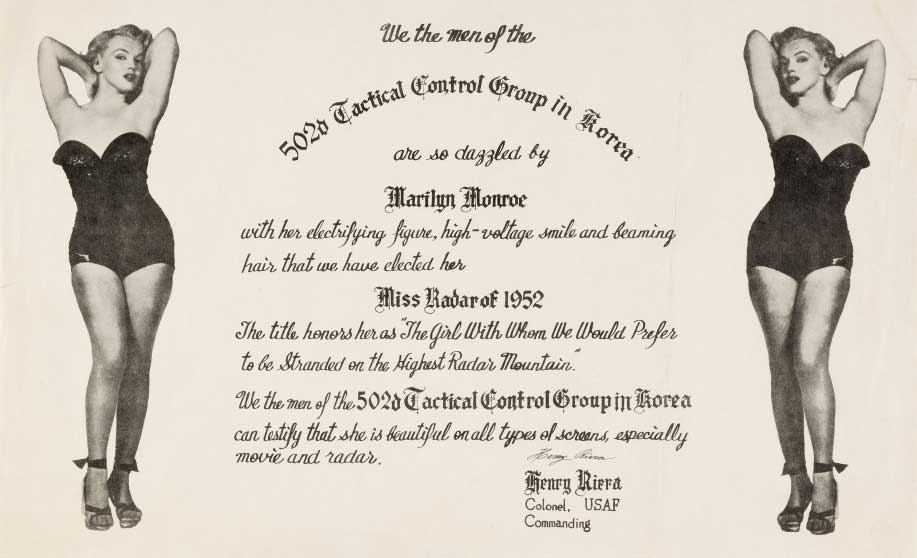 We the men of the
502d Tactical Control Group in Korea
are so dazzled by
Marilyn Monroe
with her electrifying figure, high-voltage smile and beaming
hair that we have elected her
Miss Radar of 1952
The title honors her as "The Girl With Whom We Would Prefer
to be Stranded on the Highest Radar Mountain".
We the men of the 502d Tactical Control Group in Korea
can testify that she is beautiful on all types of screens, especially
movie and radar.
Henry Riera
Henry Riera
Colonel, USAF
Commanding